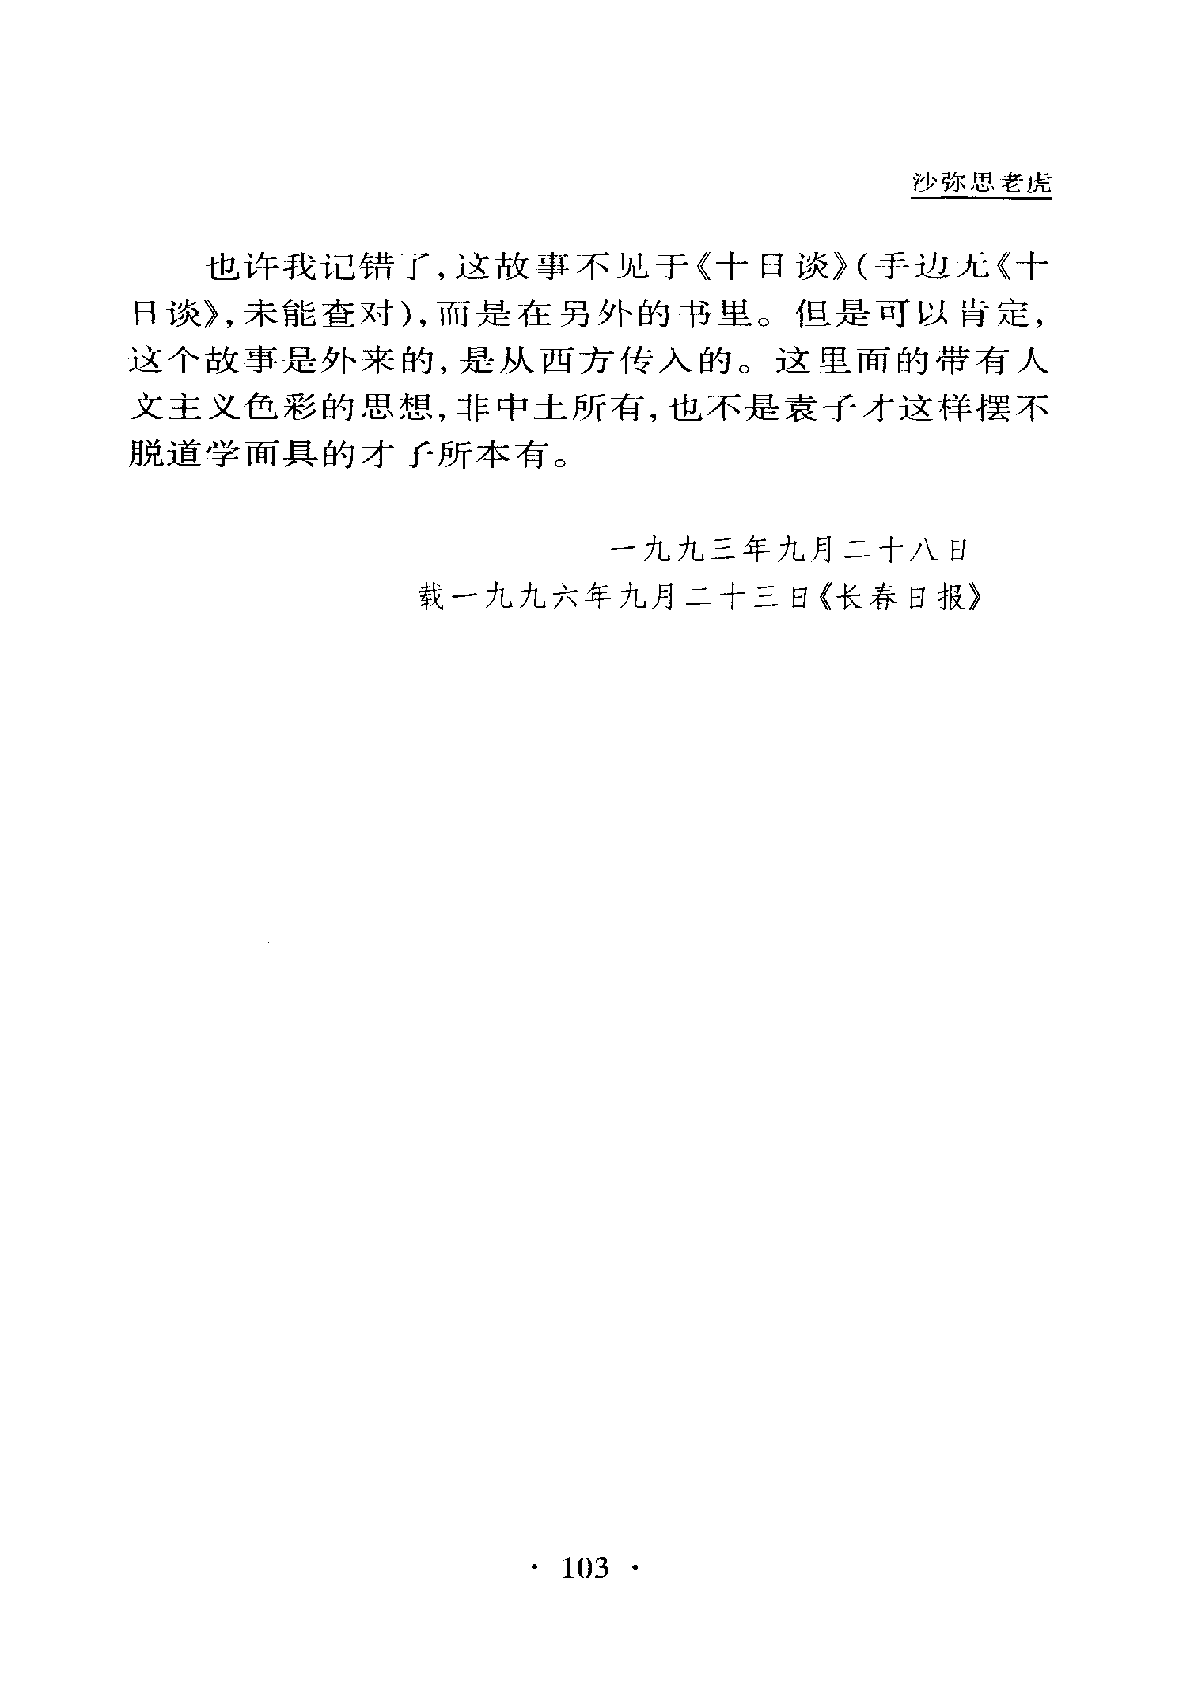 沙弥思老虎
也许我记错了,这故事不见于《十日谈》(手边无《十
日谈》,未能查对),而是在另外的书里。但是可以肯定,
这个故事是外来的,是从西方传入的。这里面的带有人
文主义色彩的思想,非中土所有,也不是袁子才这样摆不
脱道学面具的才子所本有。
一九九三年九月二十八日
载一九九六年九月二十三日《长春日报》
· 103 ·